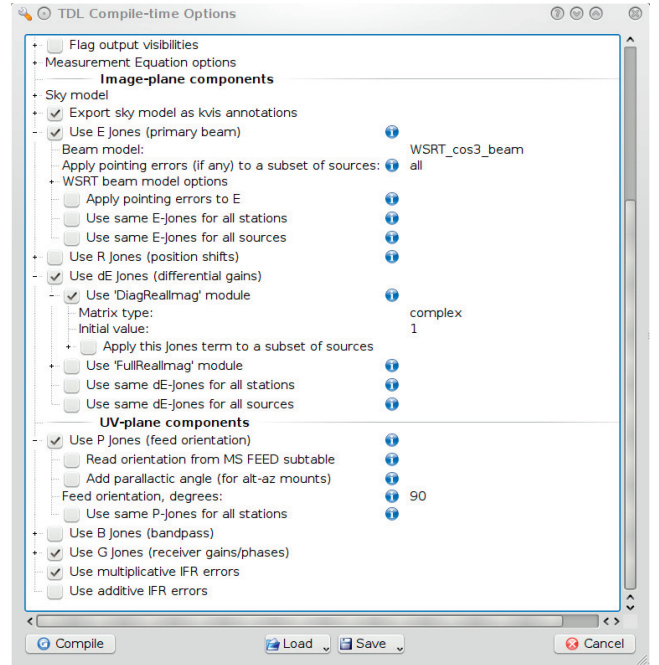 TDL Compile-time Options
Flag output visibilities
Measurement Equation options
Image-plane components
Sky model
Export sky model as kvis annotations
Use E Jones (primary beam)
Beam model: WSRT_cos3_beam
Apply pointing errors (if any) to a subset of sources: all
WSRT beam model options
Apply pointing errors to E
Use same E-Jones for all stations
Use same E-Jones for all sources
Use R Jones (position shifts)
Use dE Jones (differential gains)
Use 'DiagRealImag' module
Matrix type: complex
Initial value: 1
Apply this Jones term to a subset of sources
Use 'FullRealImag' module
Use same dE-Jones for all stations
Use same dE-Jones for all sources
UV-plane components
Use P Jones (feed orientation)
Read orientation from MS FEED subtable
Add parallactic angle (for alt-az mounts)
Feed orientation, degrees: 90
Use same P-Jones for all stations
Use B Jones (bandpass)
Use G Jones (receiver gains/phases)
Use multiplicative IFR errors
Use additive IFR errors
Compile Load Save Cancel